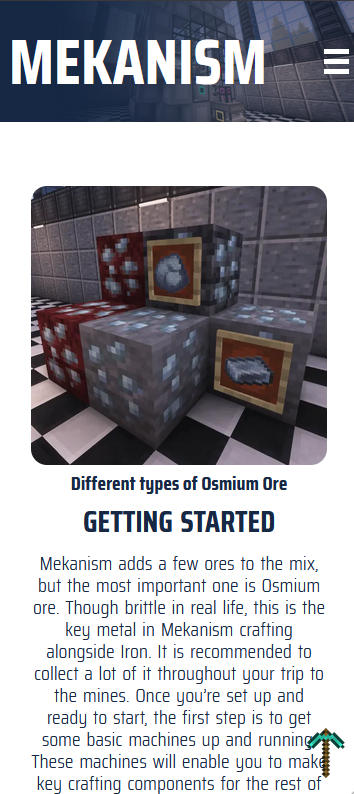 MEKANISM
Different types of Osmium Ore
GETTING STARTED
Mekanism adds a few ores to the mix,
but the most important one is Osmium
ore. Though brittle in real life, this is the
key metal in Mekanism crafting
alongside Iron. It is recommended to
collect a lot of it throughout your trip to
the mines. Once you’re set up and
ready to start, the first step is to get
some basic machines up and running.
These machines will enable you to make
key crafting components for the rest of